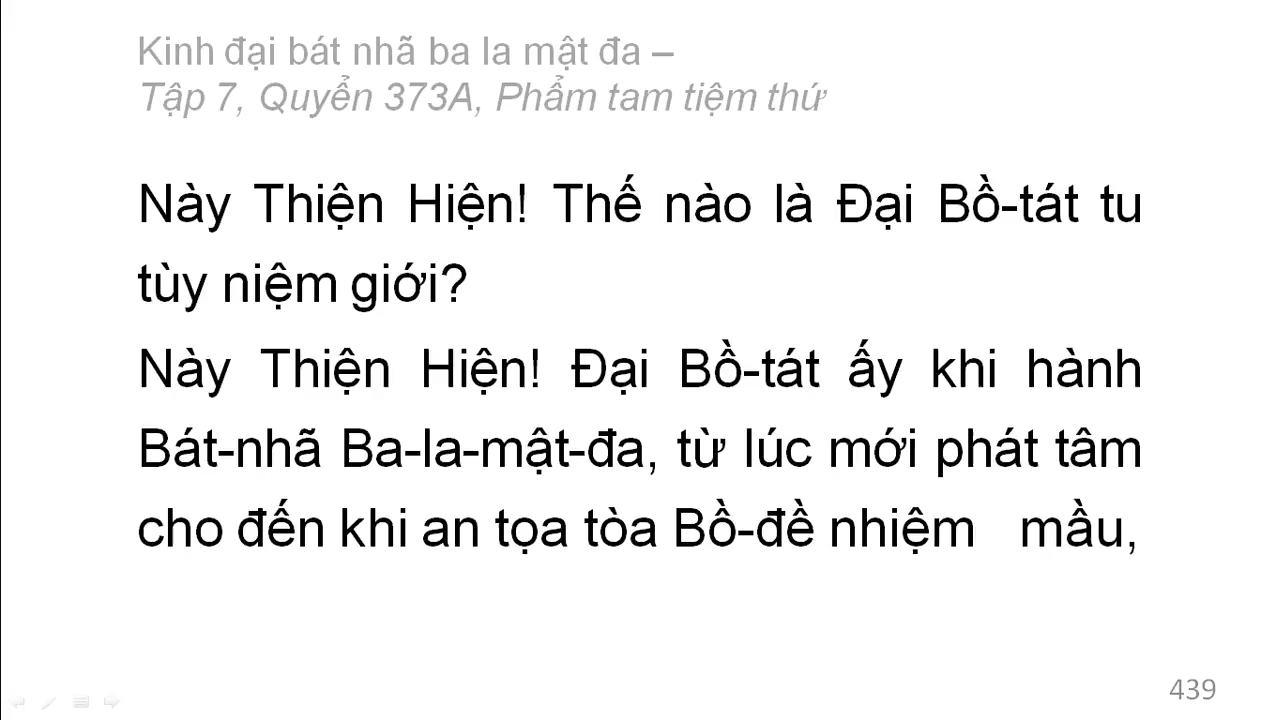 Kinh đại bát nhã ba la mật đa –
Tập 7, Quyển 373A, Phẩm tam tiệm thứ
Này Thiện Hiện! Thế nào là Đại Bồ-tát tu
tùy niệm giới?
Này Thiện Hiện! Đại Bồ-tát ấy khi hành
Bát-nhã Ba-la-mật-đa, từ lúc mới phát tâm
cho đến khi an tọa tòa Bồ-đề nhiệm mầu,
439